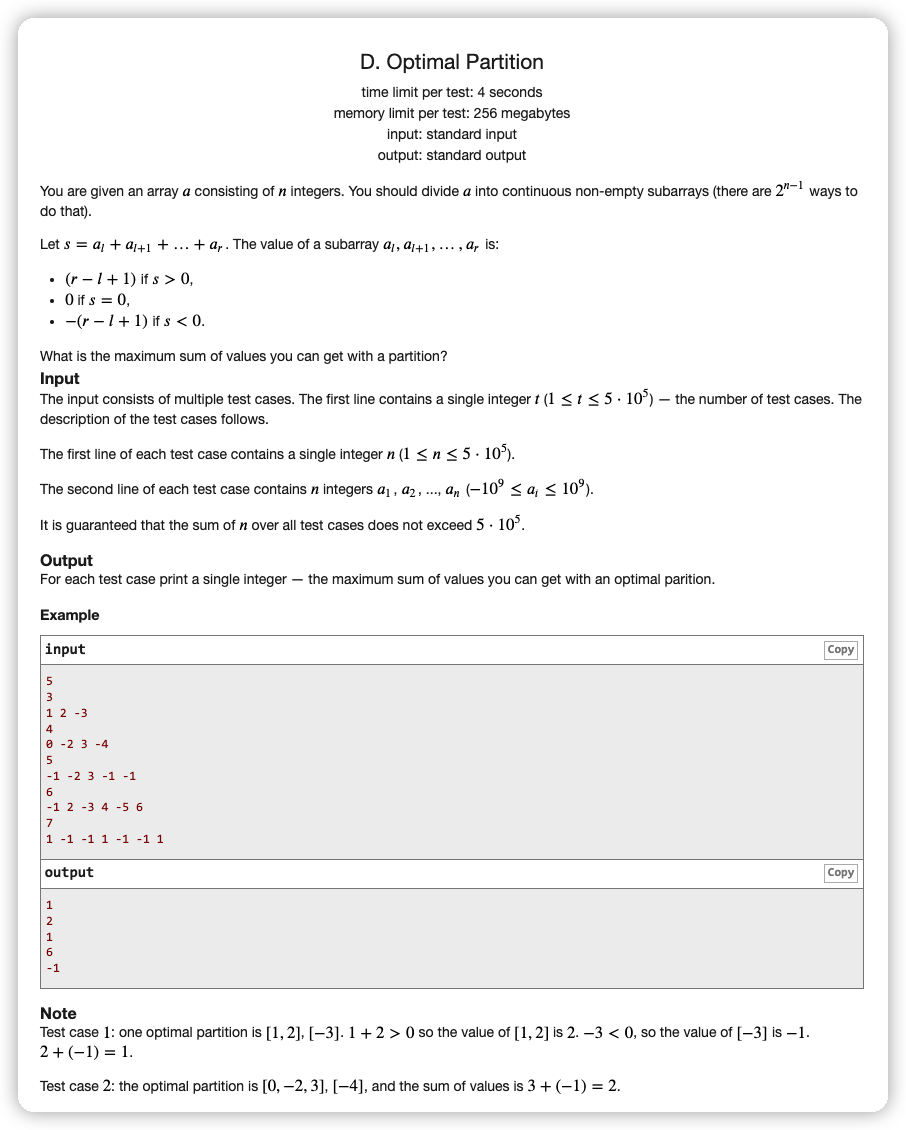 D. Optimal Partition
time limit per test: 4 seconds
memory limit per test: 256 megabytes
input: standard input
output: standard output
You are given an array a consisting of n integers. You should divide a into continuous non-empty subarrays (there are 2^{n−1} ways to
do that).
Let s = a_l + a_{l+1} + … + a_r. The value of a subarray a_l, a_{l+1}, … , a_r is:
• (r − l + 1) if s > 0,
• 0 if s = 0,
• −(r − l + 1) if s < 0.
What is the maximum sum of values you can get with a partition?
Input
The input consists of multiple test cases. The first line contains a single integer t (1 ≤ t ≤ 5 · 10^5) — the number of test cases. The
description of the test cases follows.
The first line of each test case contains a single integer n (1 ≤ n ≤ 5 · 10^5).
The second line of each test case contains n integers a_1, a_2, ..., a_n (−10^9 ≤ a_i ≤ 10^9).
It is guaranteed that the sum of n over all test cases does not exceed 5 · 10^5.
Output
For each test case print a single integer — the maximum sum of values you can get with an optimal parition.
Example
input Copy
5
3
1 2 -3
4
0 -2 3 -4
5
-1 -2 3 -1 -1
6
-1 2 -3 4 -5 6
7
1 -1 -1 1 -1 -1 1
output Copy
1
2
1
6
-1
Note
Test case 1: one optimal partition is [1, 2], [−3]. 1 + 2 > 0 so the value of [1, 2] is 2. −3 < 0, so the value of [−3] is −1.
2 + (−1) = 1.
Test case 2: the optimal partition is [0, −2, 3], [−4], and the sum of values is 3 + (−1) = 2.